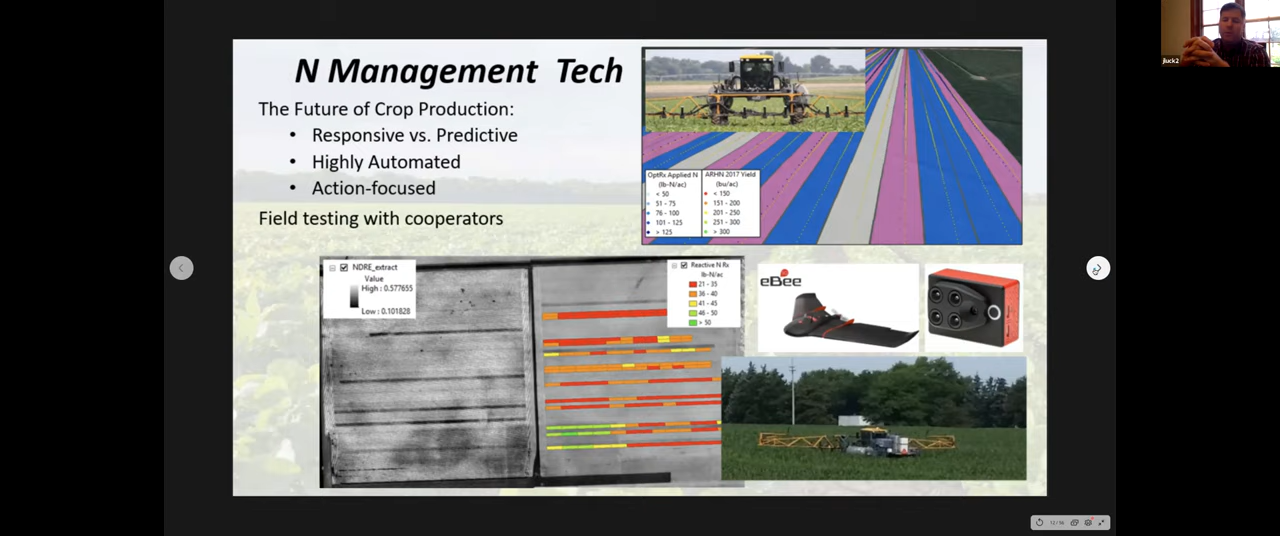 N Management Tech
The Future of Crop Production:
• Responsive vs. Predictive
• Highly Automated
• Action-focused
Field testing with cooperators
OptRx Applied N
(lb-N/ac)
< 50
51 - 75
76 - 100
101 - 125
> 125
ARHN 2017 Yield
(bu/ac)
< 150
151 - 200
201 - 250
251 - 300
> 300
NDRE_extract
Value
High : 0.577655
Low : 0.101828
Reactive N Rx
lb-N/ac
21 - 35
36 - 40
41 - 45
46 - 50
> 50
eBee
jluck2
12 / 16